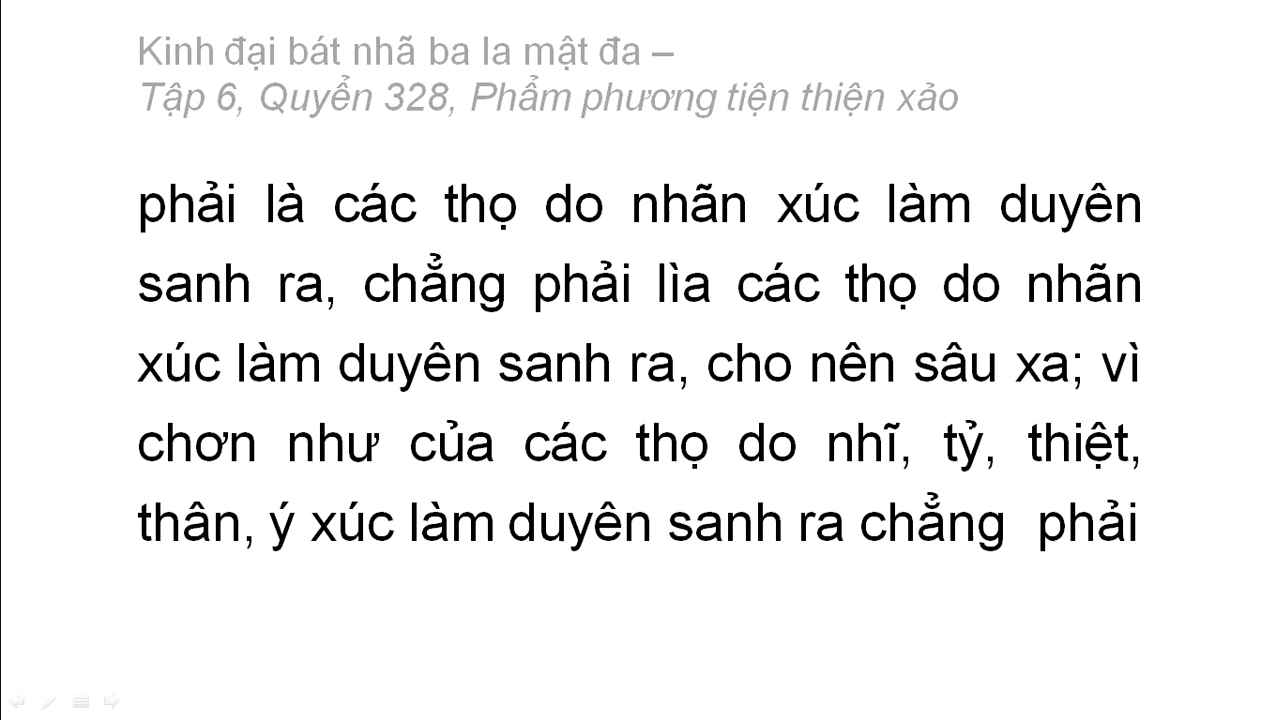 Kinh đại bát nhã ba la mật đa –
Tập 6, Quyển 328, Phẩm phương tiện thiện xảo
phải là các thọ do nhãn xúc làm duyên
sanh ra, chẳng phải lìa các thọ do nhãn
xúc làm duyên sanh ra, cho nên sâu xa; vì
chơn như của các thọ do nhĩ, tỷ, thiệt,
thân, ý xúc làm duyên sanh ra chẳng phải